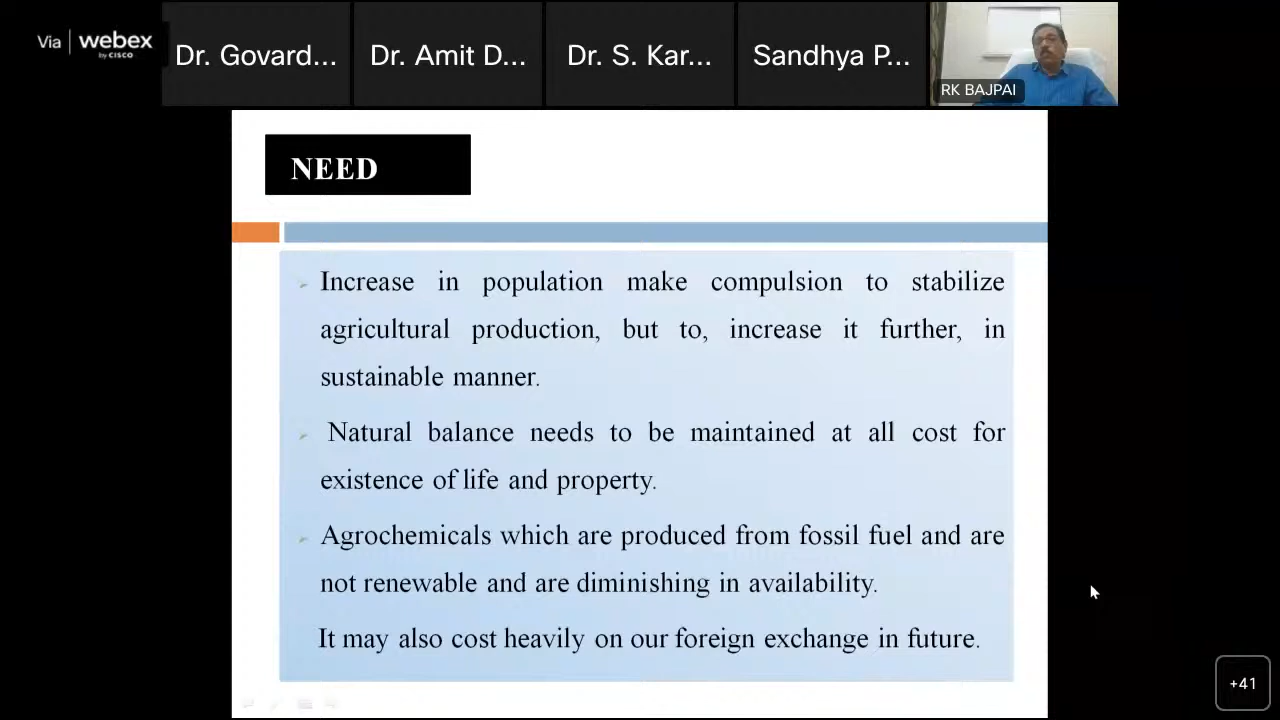 Via webex
by CISCO
Dr. Govard...
Dr. Amit D...
Dr. S. Kar...
Sandhya P...
RK BAJPAI
NEED
Increase in population make compulsion to stabilize
agricultural production, but to, increase it further, in
sustainable manner.
Natural balance needs to be maintained at all cost for
existence of life and property.
Agrochemicals which are produced from fossil fuel and are
not renewable and are diminishing in availability.
It may also cost heavily on our foreign exchange in future.
+41